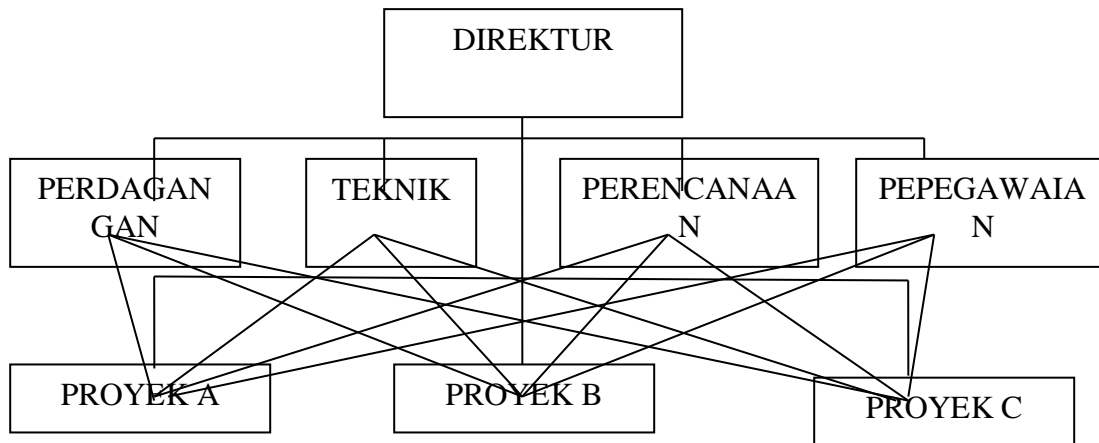 DIREKTUR
PERDAGAN
GAN
TEKNIK
PERENCANAA
N
PEPEGAWAIA
N
PROYEK A
PROYEK B
PROYEK C